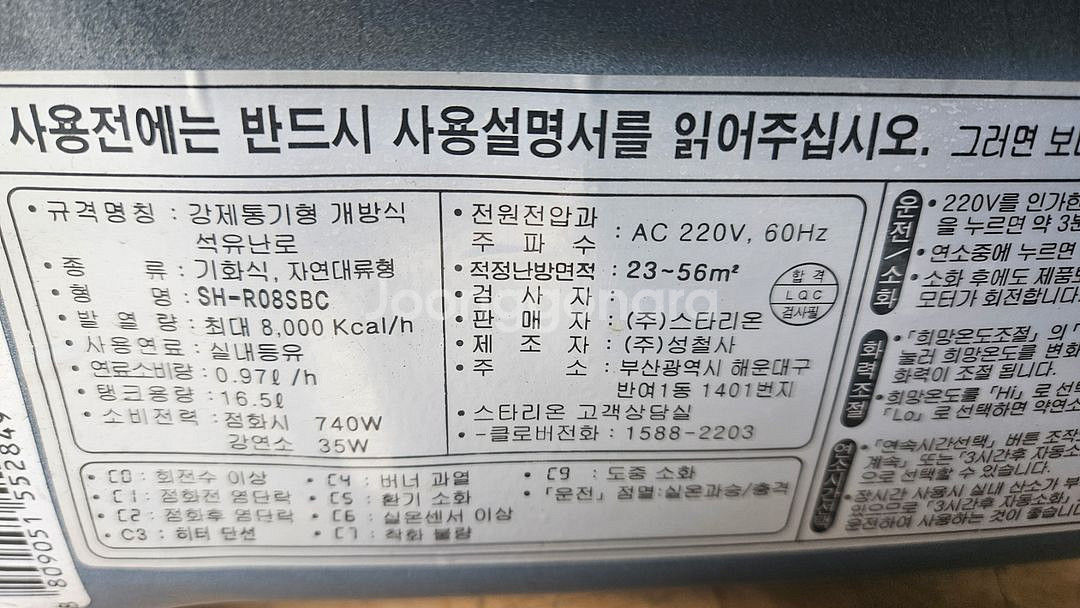 사용전에는 반드시 사용설명서를 읽어주십시오. 그러면
• 규격명칭 : 강제통기형 개방식
석유난로
• 종 류 : 기화식, 자연대류형
• 형 명 : SH-R08SBC
• 발 열 량 : 최대 8,000 Kcal/h
• 사용연료 : 실내등유
• 연료소비량 : 0.97ℓ/h
• 탱크용량 : 16.5ℓ
• 소비전력 : 점화시 740W
강연소 35W
• 전원전압과
주 파 수 : AC 220V, 60Hz
• 적정난방면적 : 23~56m²
• 검 사 자 :
합격
LQC
검사필
• 판 매 자 : (주)스타리온
• 제 조 자 : (주)성철사
• 주 소 : 부산광역시 해운대구
반여1동 1401번지
• 스타리온 고객상담실
• -클로버전화 : 1588-2203
• C0 : 회전수 이상
• C1 : 점화전 염단락
• C2 : 점화후 염단락
• C3 : 히터 단선
• C4 : 버너 과열
• C5 : 환기 소화
• C6 : 실온센서 이상
• C7 : 착화 불량
• C9 : 도중 소화
• 「운전」 점멸:실온과승/충격
운전/소화
• 220V를 인가한
을 누르면 약 3분
• 연소중에 누르면
• 소화 후에도 제품
모터가 회전합니다.
화력조절
• 「희망온도조절」의
눌러 희망온도를 변화
화력이 조절 됩니다.
• 희망온도를 「Hi」로 선택
「Lo」로 선택하면 약연소
연소시간선택
• 「연속시간선택」 버튼 조작
계속」 또는 「3시간후 자동소
으로 선택할 수 있습니다.
• 장시간 사용시 실내 산소가 부
있으므로 「3시간후 자동소화」
운전하여 사용하는 것이 좋습니다
8 809051 552849
Joonggonara